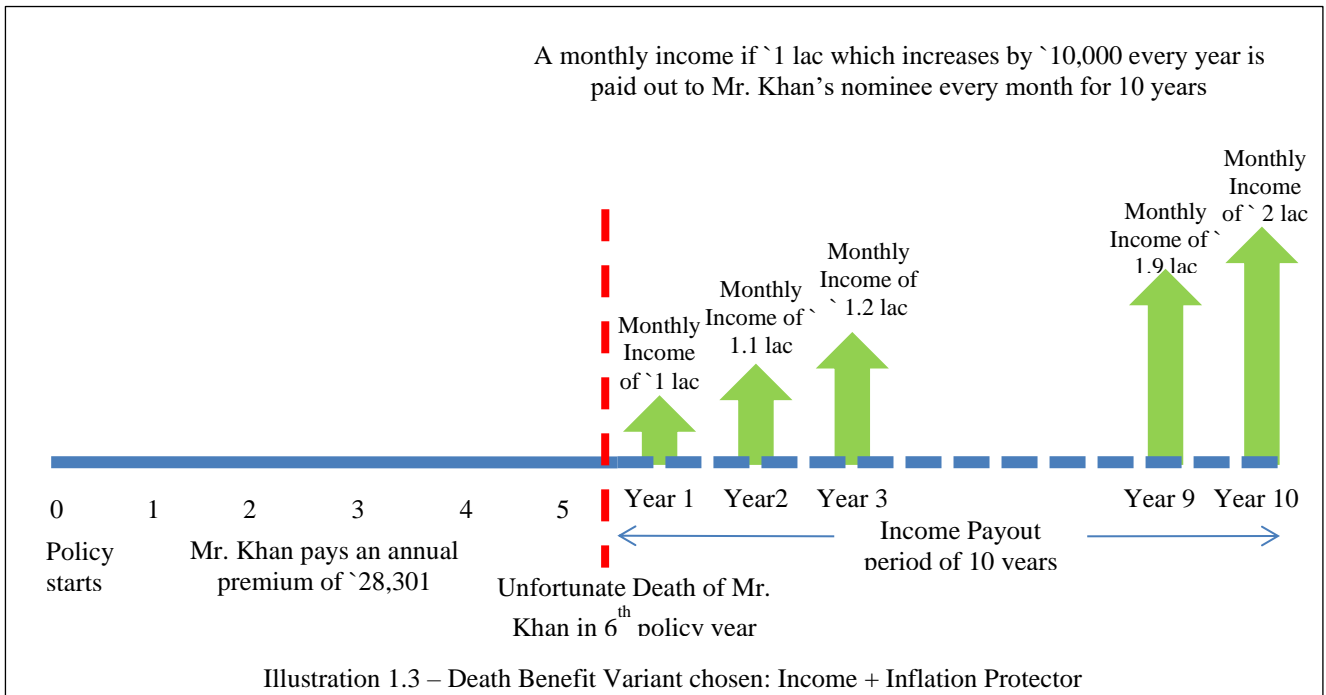 A monthly income if `1 lac which increases by `10,000 every year is
paid out to Mr. Khan's nominee every month for 10 years
Monthly
Income
of `1 lac
Monthly
Income of `
1.1 lac
Monthly
Income of
` 1.2 lac
Monthly
Income of `
1.9 lac
Monthly
Income
of ` 2 lac
0
1
2
3
4
5
Year 1
Year2
Year 3
Year 9
Year 10
Policy
starts
Mr. Khan pays an annual
premium of `28,301
Income Payout
period of 10 years
Unfortunate Death of Mr.
Khan in 6th policy year
Illustration 1.3 – Death Benefit Variant chosen: Income + Inflation Protector